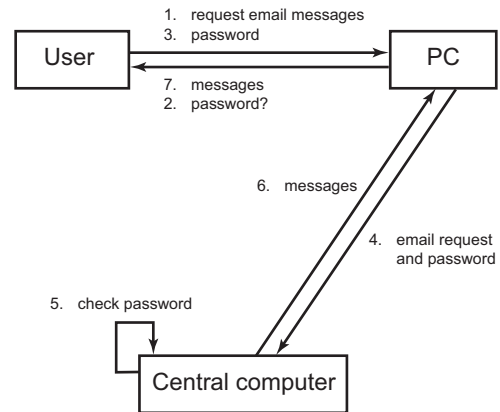 1. request email messages
3. password
User
PC
7. messages
2. password?
6. messages
4. email request
and password
5. check password
Central computer